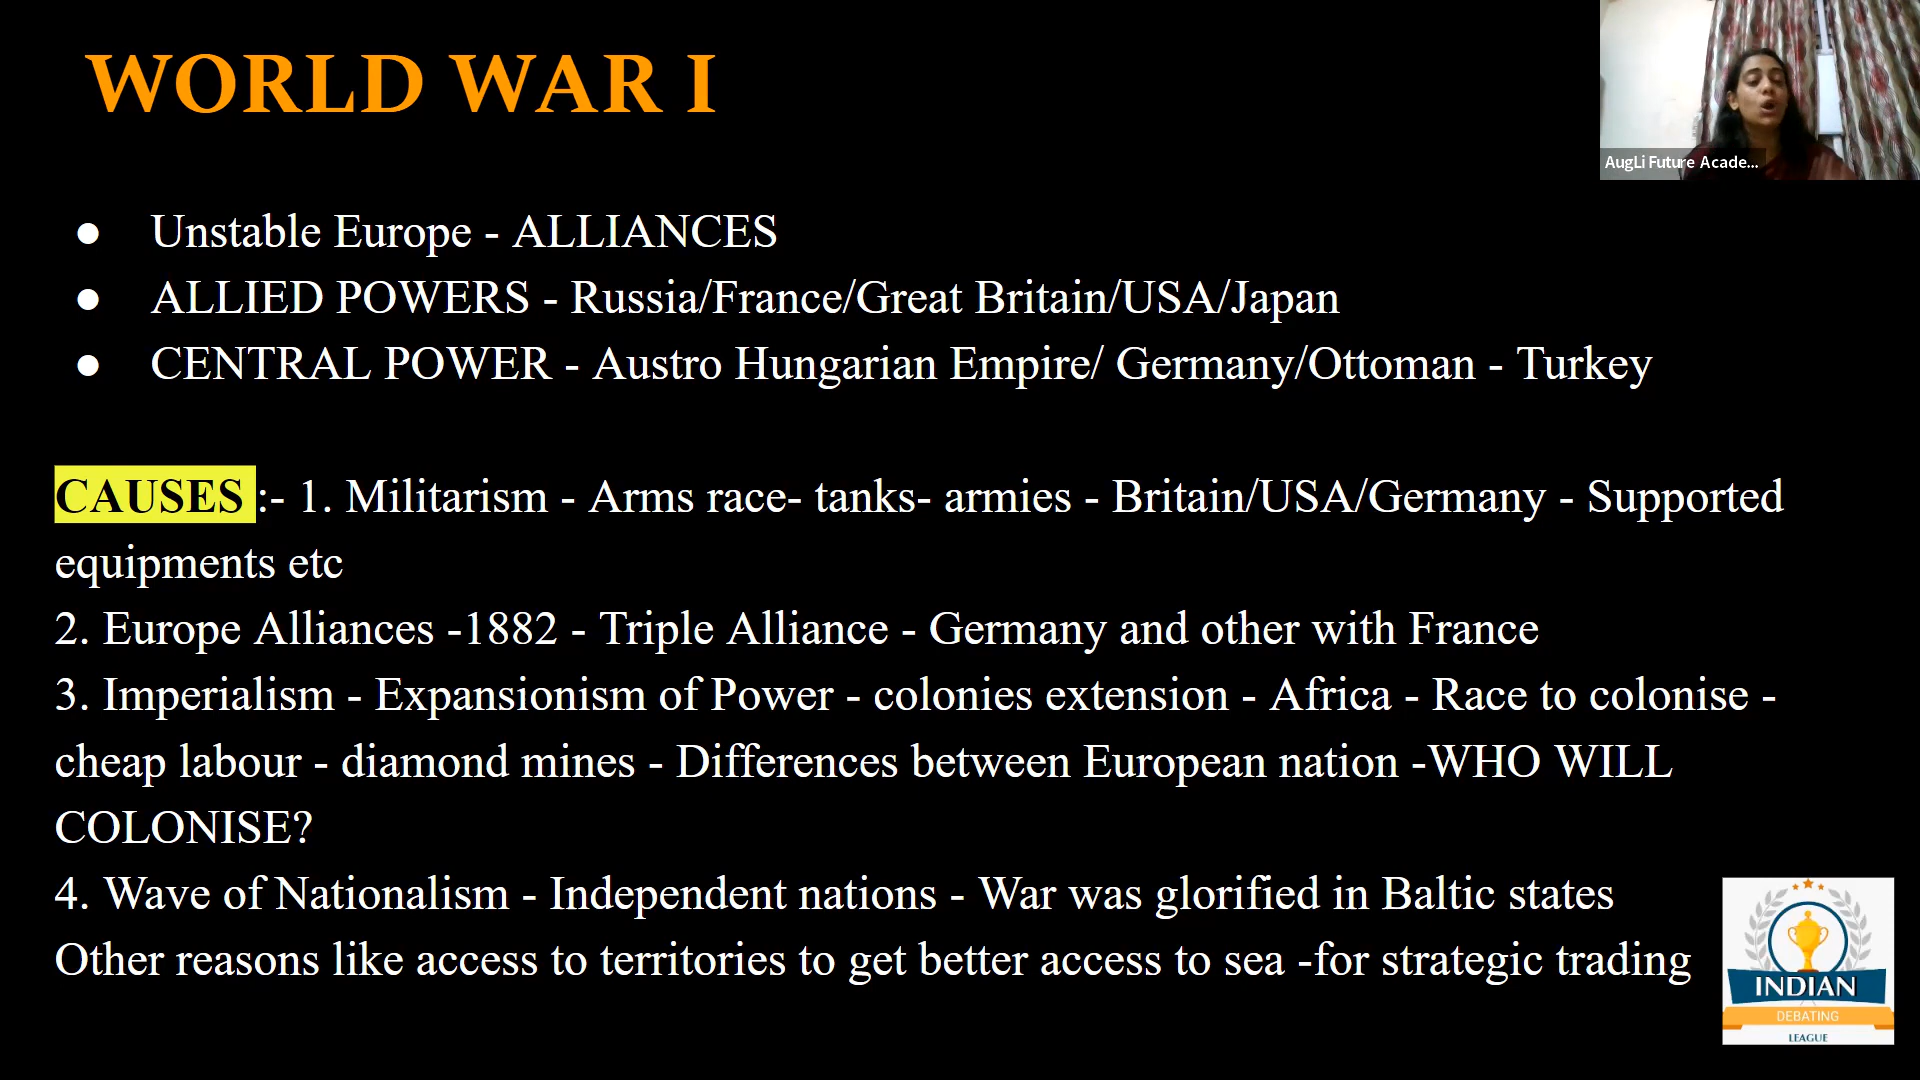 WORLD WAR I
AugLi Future Acade...
● Unstable Europe - ALLIANCES
● ALLIED POWERS - Russia/France/Great Britain/USA/Japan
● CENTRAL POWER - Austro Hungarian Empire/ Germany/Ottoman - Turkey
CAUSES :- 1. Militarism - Arms race- tanks- armies - Britain/USA/Germany - Supported
equipments etc
2. Europe Alliances -1882 - Triple Alliance - Germany and other with France
3. Imperialism - Expansionism of Power - colonies extension - Africa - Race to colonise -
cheap labour - diamond mines - Differences between European nation -WHO WILL
COLONISE?
4. Wave of Nationalism - Independent nations - War was glorified in Baltic states
Other reasons like access to territories to get better access to sea -for strategic trading
INDIAN
DEBATING
LEAGUE